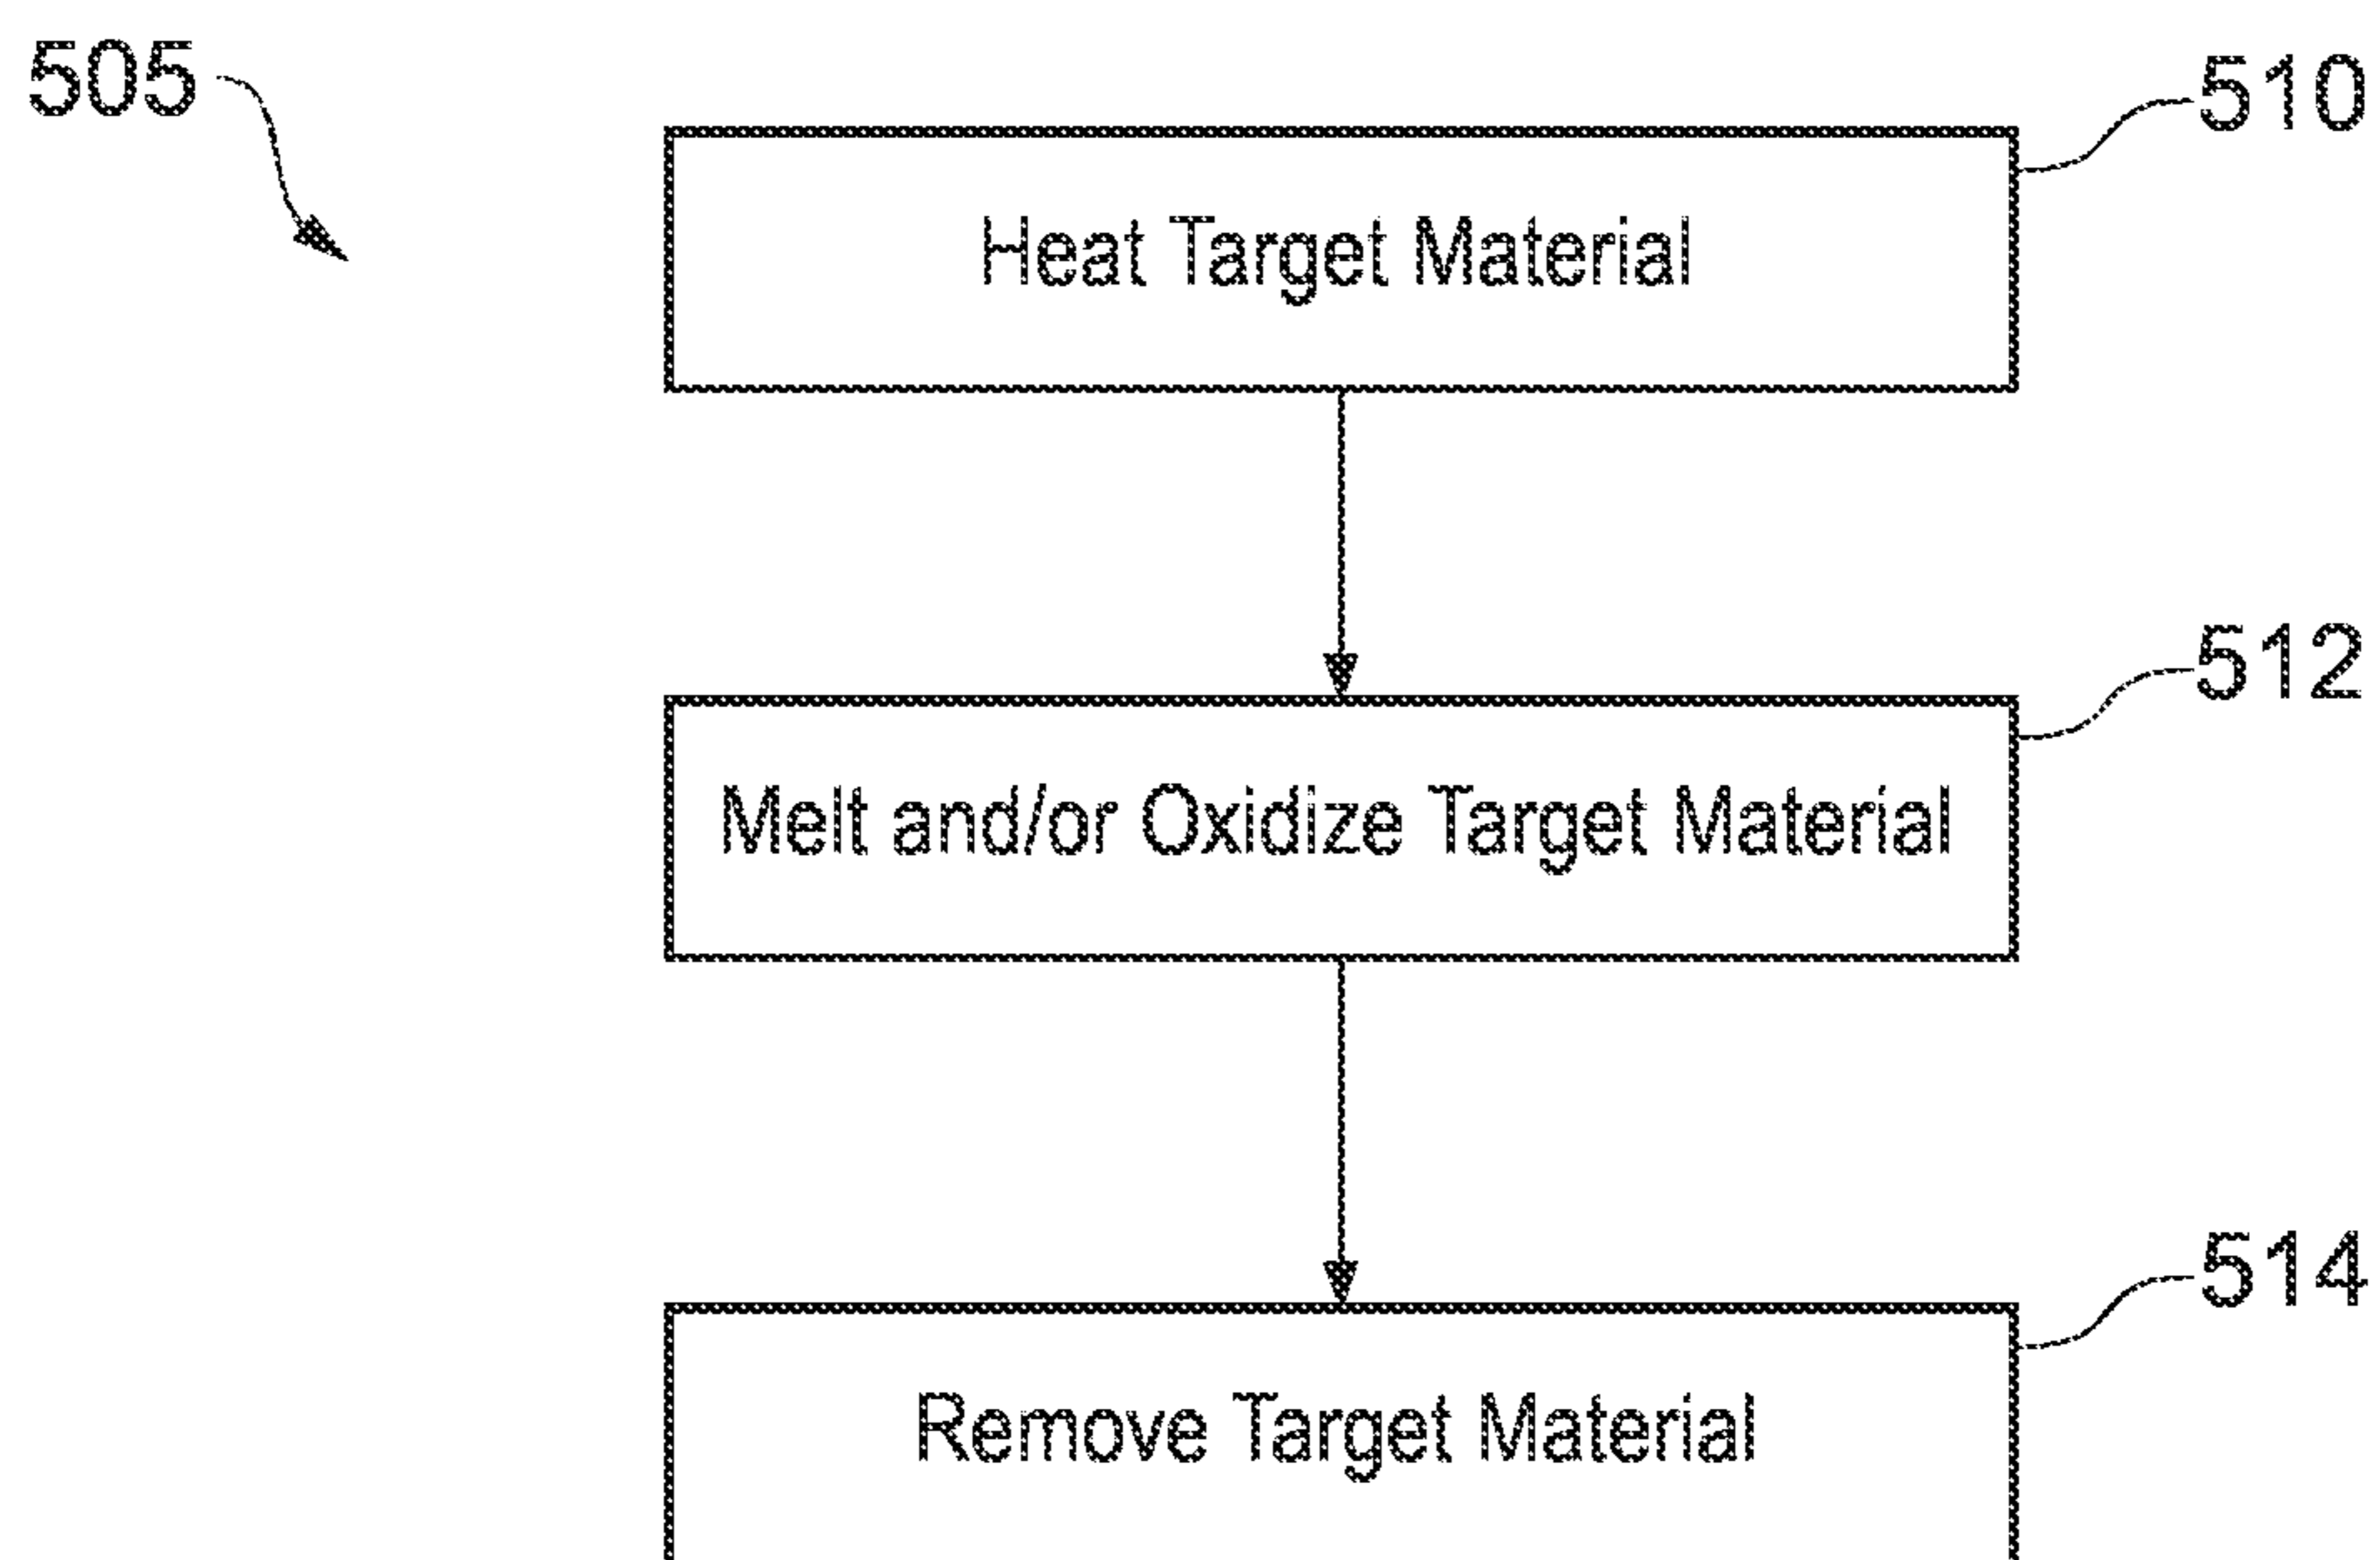 505
510
Heat Target Material
512
Melt and/or Oxidize Target Material
514
Remove Target Material